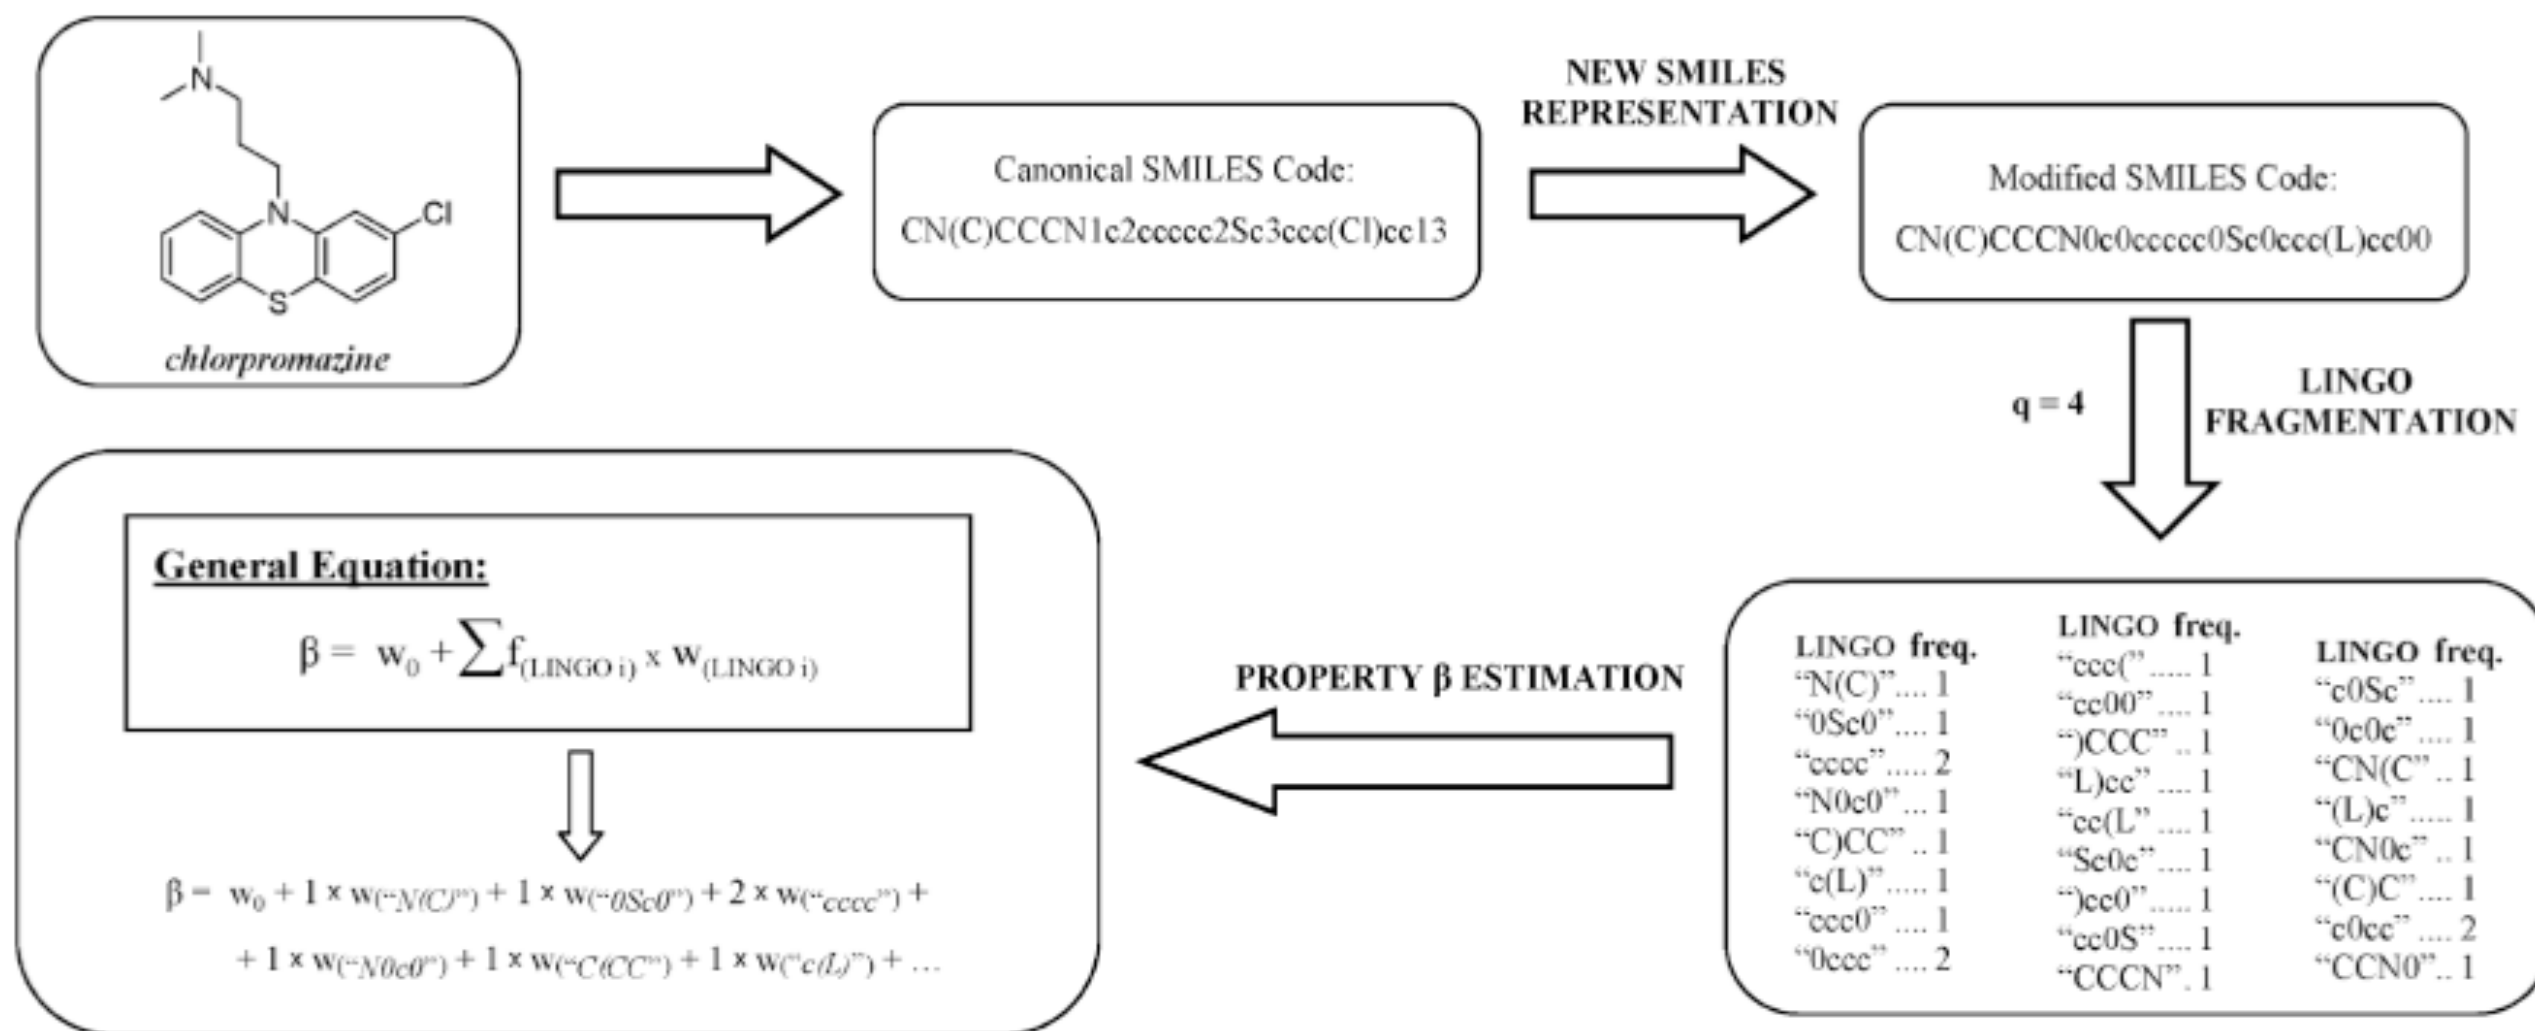 N
N
Cl
S
chlorpromazine
Canonical SMILES Code:
CN(C)CCCN1c2ccccc2Sc3ccc(Cl)cc13
NEW SMILES
REPRESENTATION
Modified SMILES Code:
CN(C)CCCN0c0ccccc0Sc0ccc(L)cc00
q = 4
LINGO
FRAGMENTATION
LINGO freq.
“N(C)”.... 1
“0Sc0”.... 1
“cccc”..... 2
“N0c0”... 1
“C)CC” .. 1
“c(L)”..... 1
“ccc0” .... 1
“0ccc” .... 2
LINGO freq.
“ccc(” ..... 1
“cc00” .... 1
“)CCC” .. 1
“L)cc” .... 1
“cc(L” .... 1
“Sc0c” .... 1
“)cc0” ..... 1
“cc0S” .... 1
“CCCN” . 1
LINGO freq.
“c0Sc” .... 1
“0c0c” .... 1
“CN(C” .. 1
“(L)c” ..... 1
“CN0c” .. 1
“(C)C” .... 1
“c0cc” .... 2
“CCN0”.. 1
PROPERTY β ESTIMATION
General Equation:
β = w₀ + ∑f(LINGO i) x w(LINGO i)
β = w₀ + 1 x w(“N(C)”) + 1 x w(“0Sc0”) + 2 x w(“cccc”) +
+ 1 x w(“N0c0”) + 1 x w(“C(CC”) + 1 x w(“c(L)”) + ...